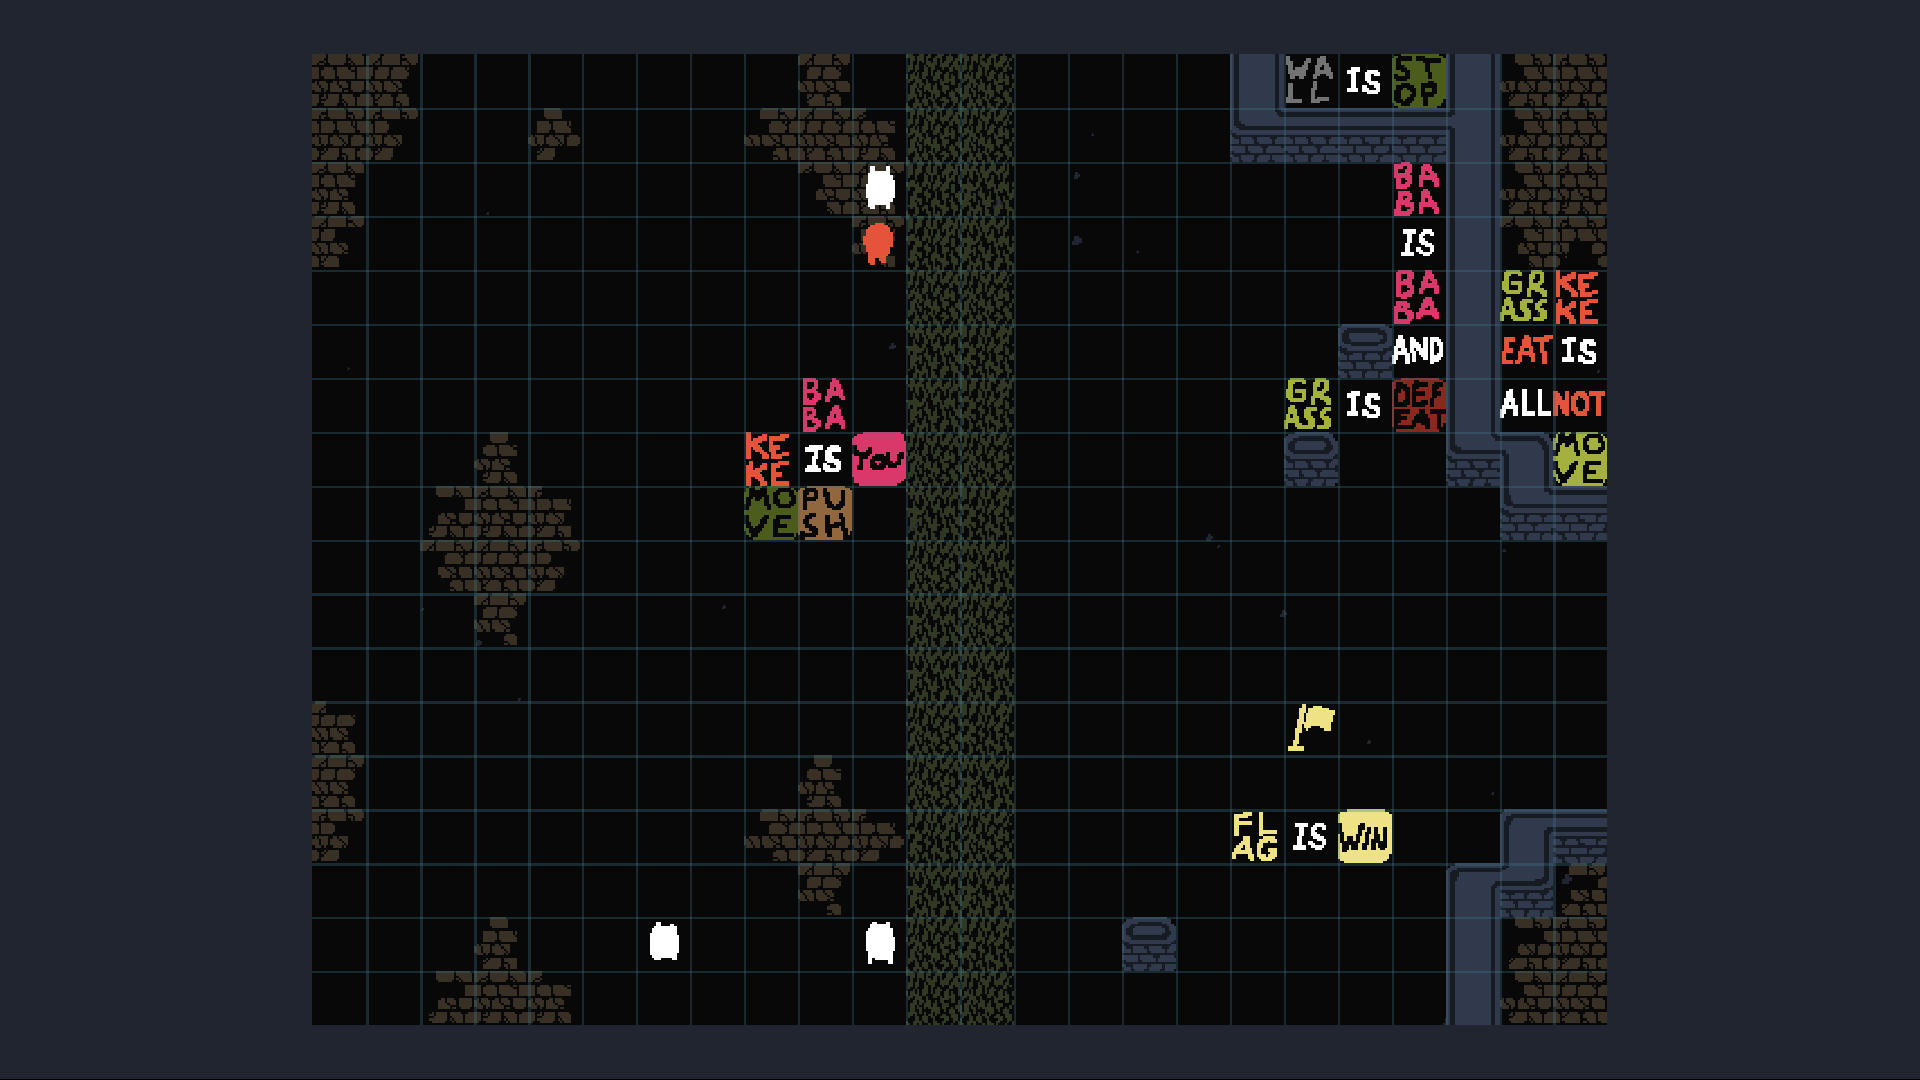 WALL IS STOP
BABA
IS
BABA GRASS KEKE
AND EAT IS
BABA GRASS IS DEFEAT ALL NOT
KEKE IS YOU MOVE
MOVE PUSH
FLAG IS WIN